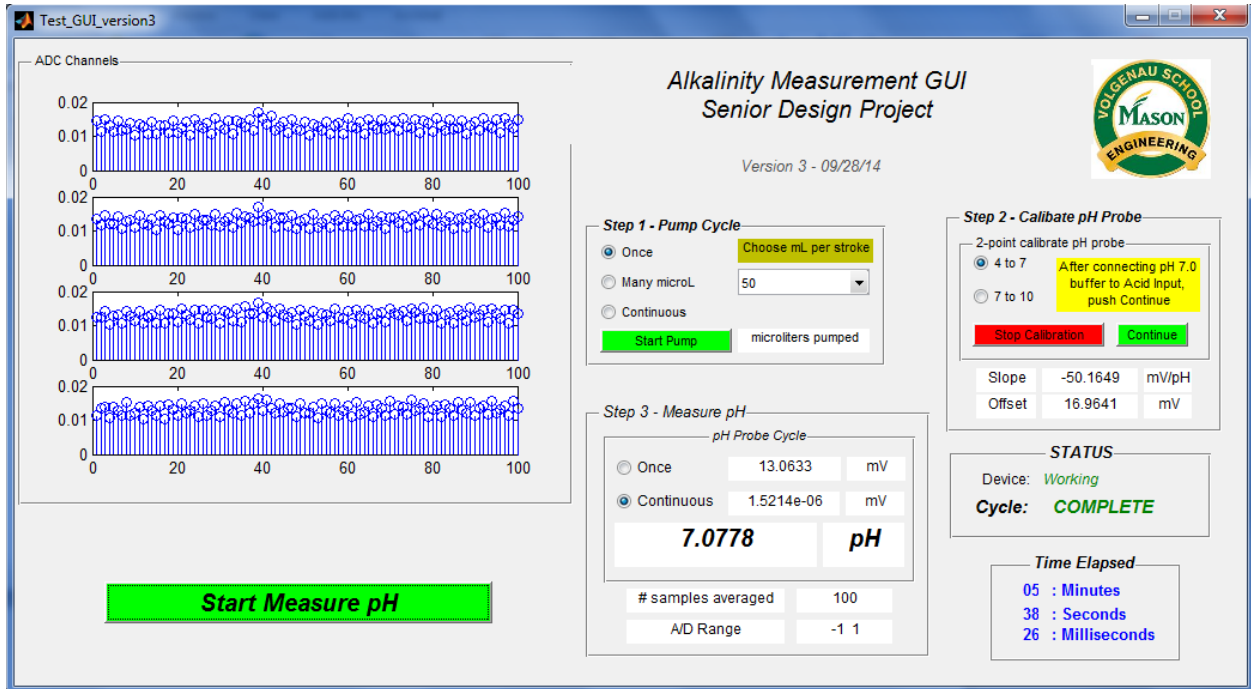 Test_GUI_version3
ADC Channels
0.02
0.01
0
0 20 40 60 80 100
0.02
0.01
0
0 20 40 60 80 100
0.02
0.01
0
0 20 40 60 80 100
0.02
0.01
0
0 20 40 60 80 100
Start Measure pH
Alkalinity Measurement GUI
Senior Design Project
Version 3 - 09/28/14
VOLGENAU SCHOOL
MASON
ENGINEERING
Step 1 - Pump Cycle
Once
Choose mL per stroke
Many microL
50
Continuous
Start Pump
microliters pumped
Step 2 - Calibate pH Probe
2-point calibrate pH probe
4 to 7
7 to 10
After connecting pH 7.0
buffer to Acid Input,
push Continue
Stop Calibration
Continue
Slope -50.1649 mV/pH
Offset 16.9641 mV
Step 3 - Measure pH
pH Probe Cycle
Once 13.0633 mV
Continuous 1.5214e-06 mV
7.0778 pH
# samples averaged 100
A/D Range -1 1
STATUS
Device: Working
Cycle: COMPLETE
Time Elapsed
05 : Minutes
38 : Seconds
26 : Milliseconds